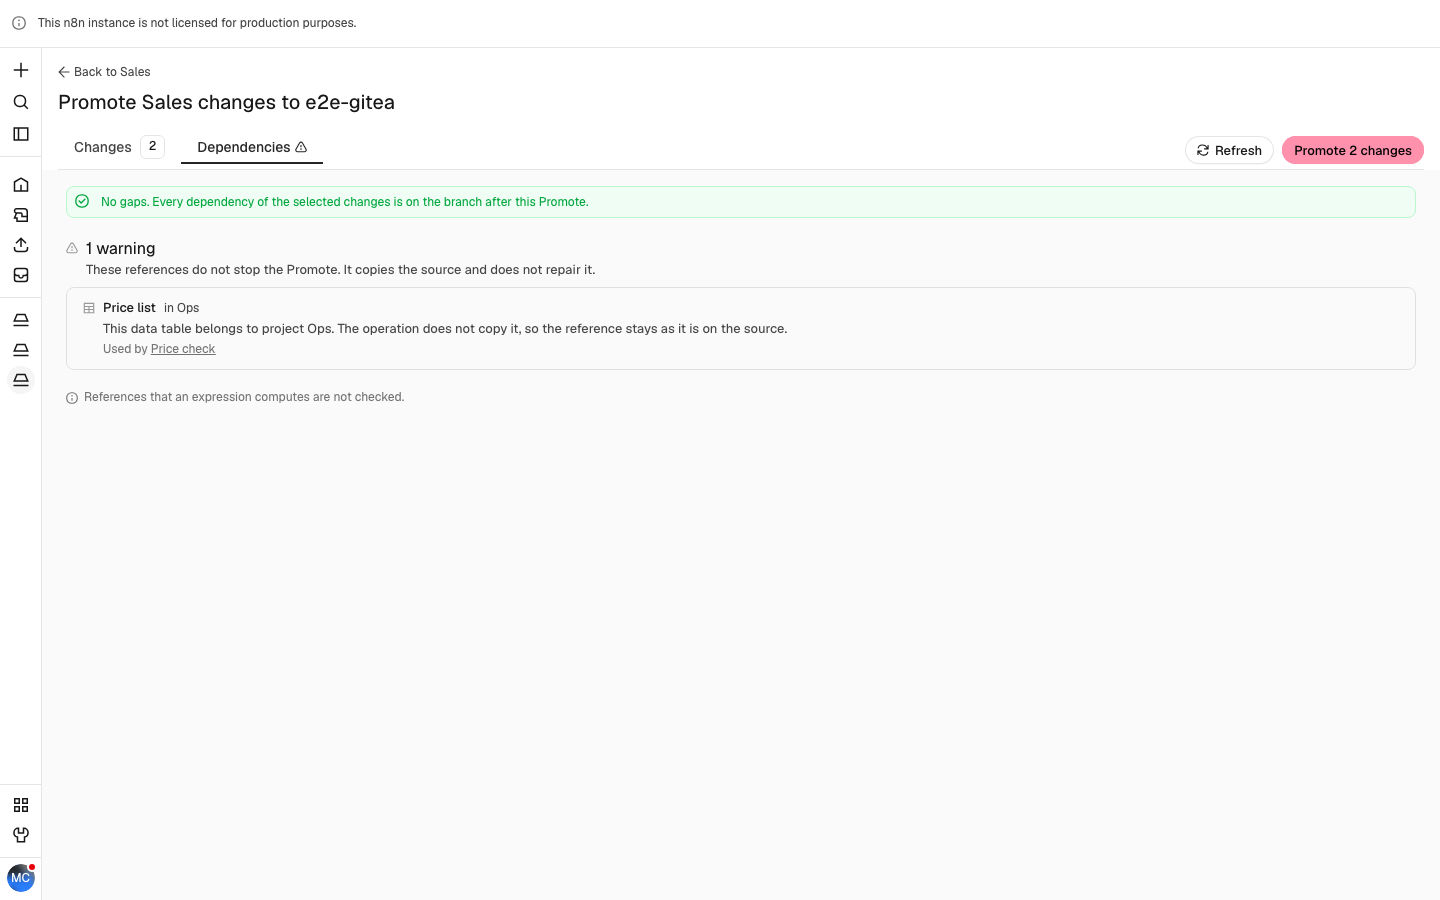 This n8n instance is not licensed for production purposes.
Back to Sales
Promote Sales changes to e2e-gitea
Changes 2 Dependencies
Refresh Promote 2 changes
No gaps. Every dependency of the selected changes is on the branch after this Promote.
1 warning
These references do not stop the Promote. It copies the source and does not repair it.
Price list in Ops
This data table belongs to project Ops. The operation does not copy it, so the reference stays as it is on the source.
Used by Price check
References that an expression computes are not checked.
MC